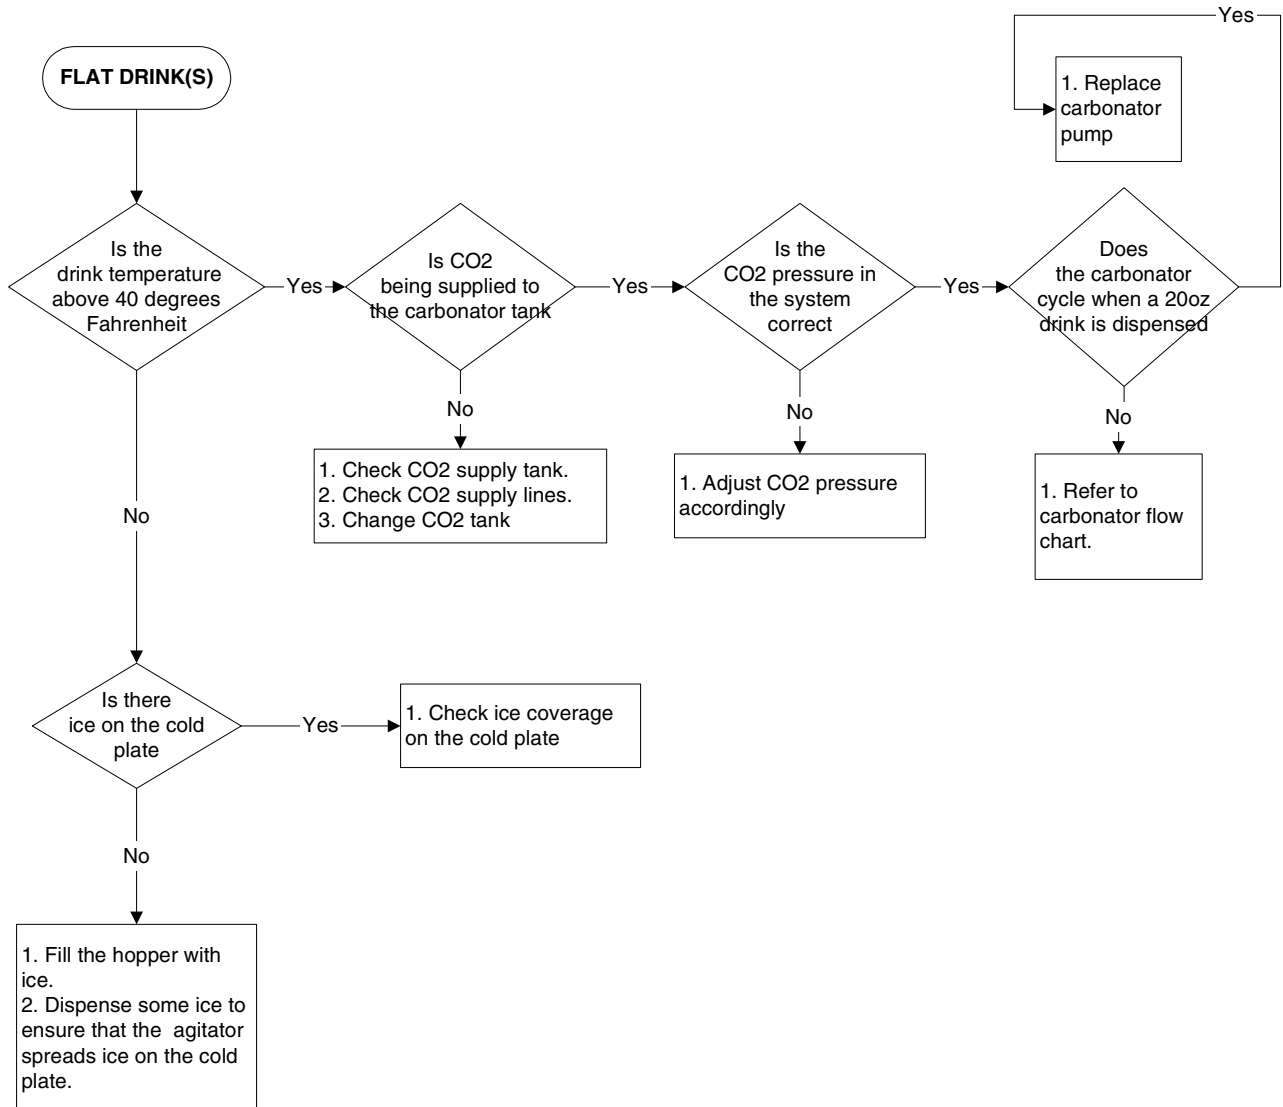 FLAT DRINK(S)
Is the
drink temperature
above 40 degrees
Fahrenheit
Yes
Is CO2
being supplied to
the carbonator tank
Yes
Is the
CO2 pressure in
the system
correct
Yes
Does
the carbonator
cycle when a 20oz
drink is dispensed
Yes
1. Replace
carbonator
pump
No
1. Check CO2 supply tank.
2. Check CO2 supply lines.
3. Change CO2 tank
No
1. Adjust CO2 pressure
accordingly
No
1. Refer to
carbonator flow
chart.
No
Is there
ice on the cold
plate
Yes
1. Check ice coverage
on the cold plate
No
1. Fill the hopper with
ice.
2. Dispense some ice to
ensure that the  agitator
spreads ice on the cold
plate.